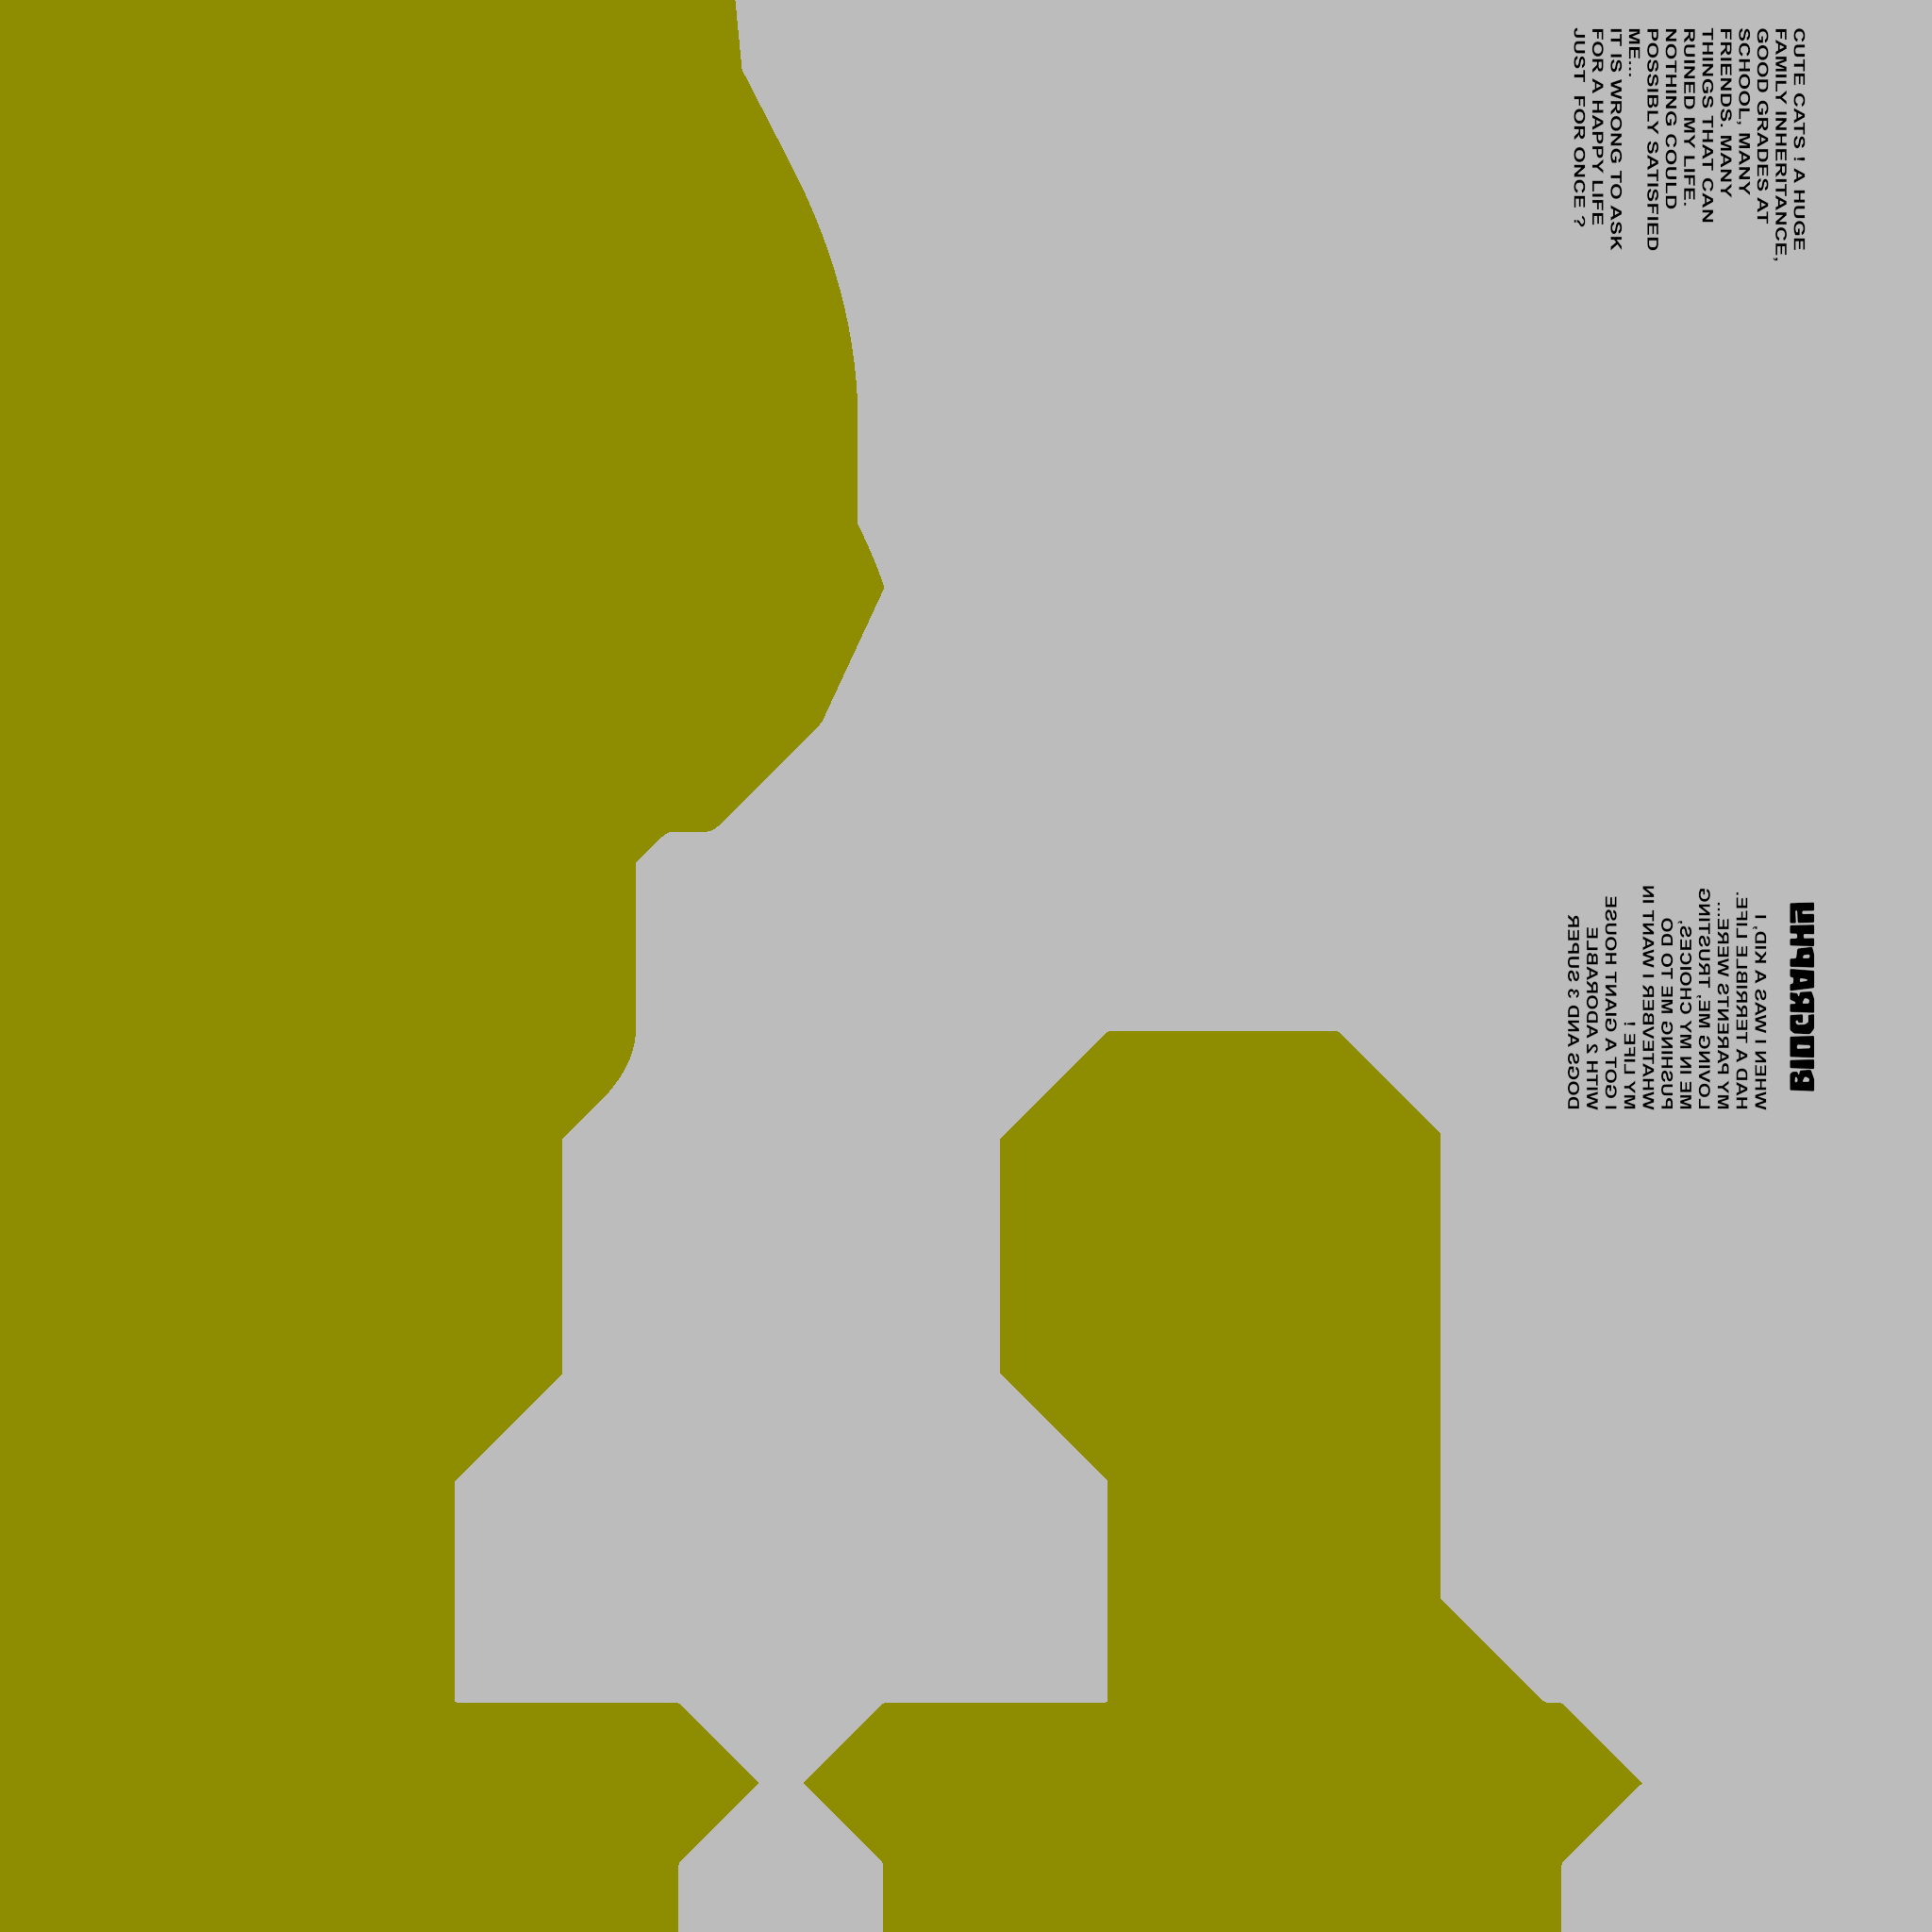 WHEN I WAS A KID, I
HAD A TERRIBLE LIFE.
MY PARENTS WERE...
LOVING ME, TRUSTING
ME IN MY CHOICES,
PUSHING ME TO DO
WHATEVBER I WANT IN
MY LIFE !
I GOT A GIANT HOUSE
WITH 2 ADORABLE
DOGS AND 3 SUPER
CUTE CATS ! A HUGE
FAMILY INHERITANCE,
GOOD GRADES AT
SCHOOL, MANY
FRIENDS. MANY
THINGS THAT CAN
RUINED MY LIFE.
NOTHING COULD
POSSIBLY SATISFIED
ME...
IT IS WRONG TO ASK
FOR A HAPPY LIFE
JUST FOR ONCE ?